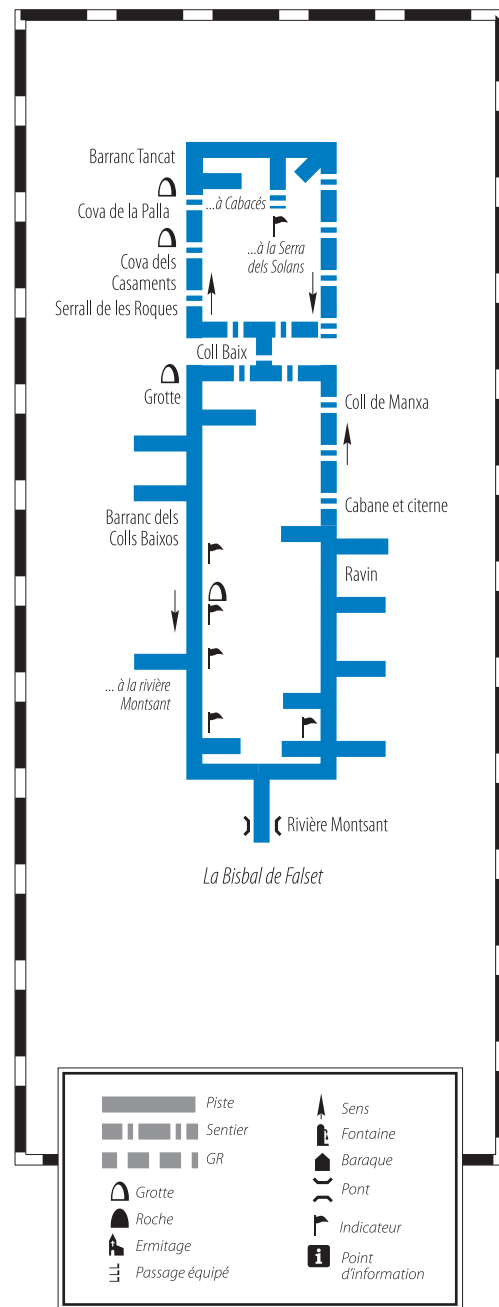 Barranc Tancat
...à Cabacés
Cova de la Palla
...à la Serra
dels Solans
Cova dels
Casaments
Serrall de les Roques
Coll Baix
Grotte
Coll de Manxa
Cabane et citerne
Barranc dels
Colls Baixos
Ravin
... à la rivière
Montsant
Rivière Montsant
La Bisbal de Falset
Piste
Sentier
GR
Grotte
Roche
Ermitage
Passage équipé
Sens
Fontaine
Baraque
Pont
Indicateur
i Point
d'information